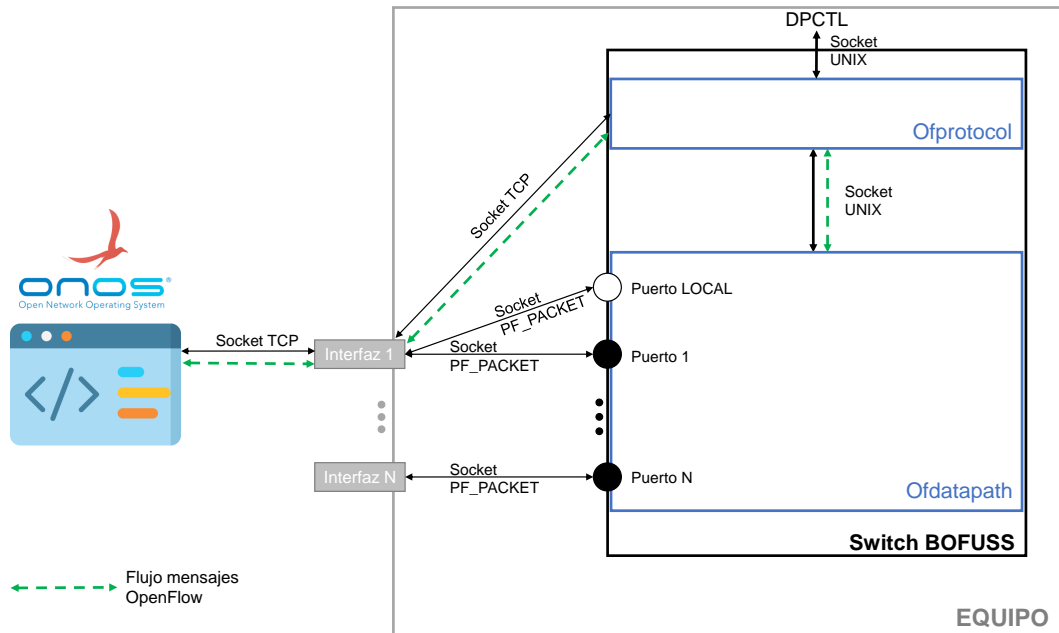 DPCTL
Socket
UNIX
Ofprotocol
Socket TCP
Socket
UNIX
onos®
Open Network Operating System
Socket
PF_PACKET
Puerto LOCAL
Socket TCP
Interfaz 1
Socket
PF_PACKET
Puerto 1
</>
Interfaz N
Socket
PF_PACKET
Puerto N
Ofdatapath
Switch BOFUSS
Flujo mensajes
OpenFlow
EQUIPO